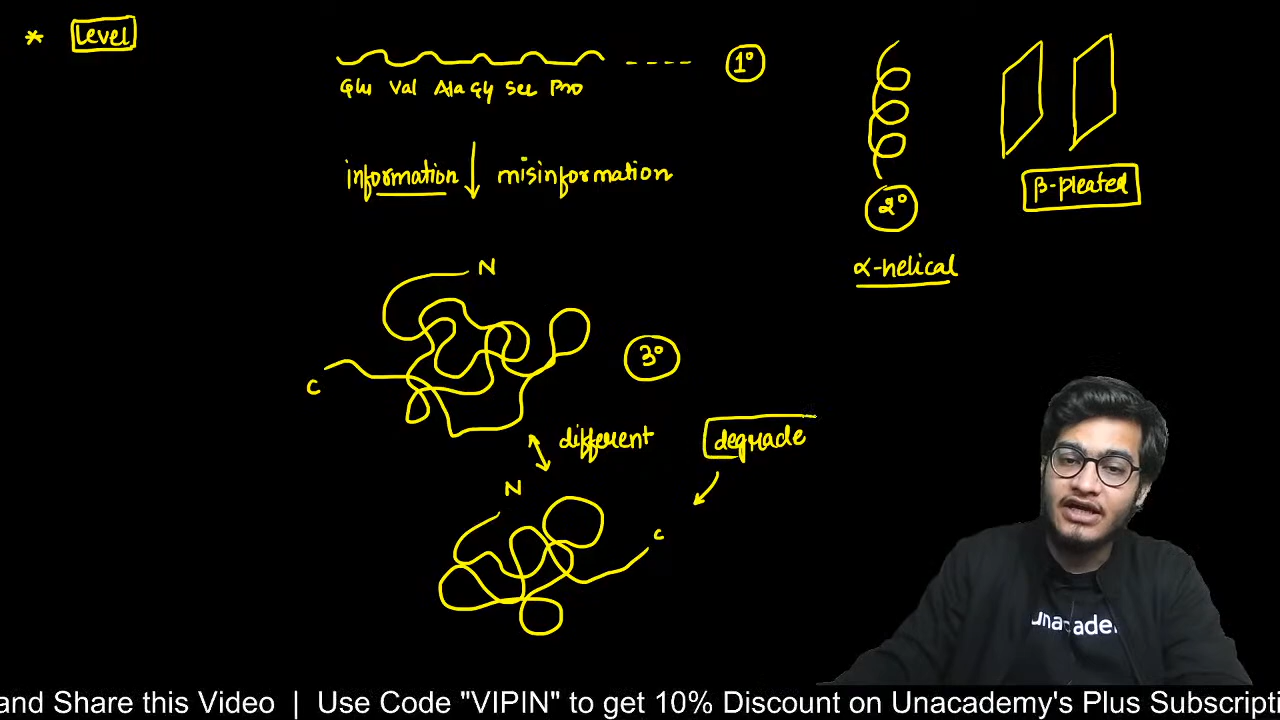 * Level
1°
Glu Val Ala Gly Ser Pro
information misinformation
2°
β-pleated
α-helical
N
3°
C
different degrade
N
C
unacade
and Share this Video | Use Code "VIPIN" to get 10% Discount on Unacademy's Plus Subscripti